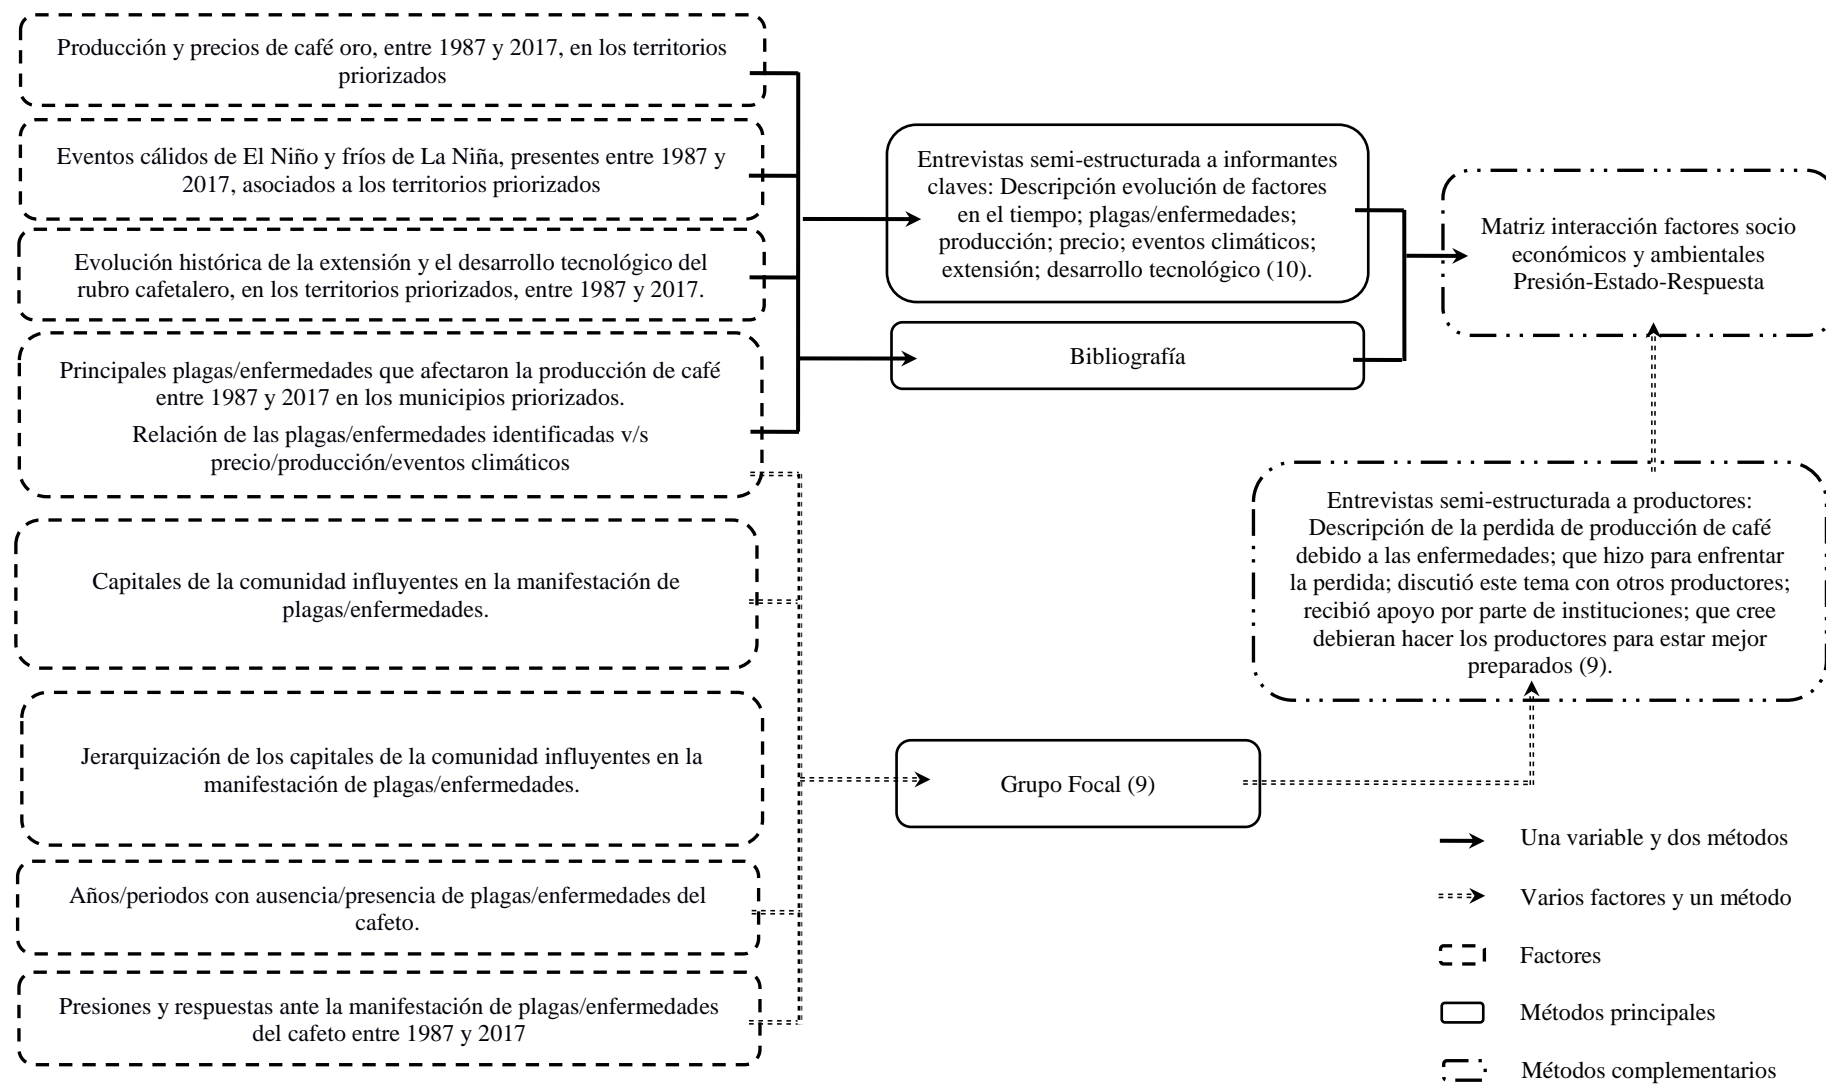 Producción y precios de café oro, entre 1987 y 2017, en los territorios
priorizados
Eventos cálidos de El Niño y fríos de La Niña, presentes entre 1987 y
2017, asociados a los territorios priorizados
Evolución histórica de la extensión y el desarrollo tecnológico del
rubro cafetalero, en los territorios priorizados, entre 1987 y 2017.
Principales plagas/enfermedades que afectaron la producción de café
entre 1987 y 2017 en los municipios priorizados.
Relación de las plagas/enfermedades identificadas v/s
precio/producción/eventos climáticos
Capitales de la comunidad influyentes en la manifestación de
plagas/enfermedades.
Jerarquización de los capitales de la comunidad influyentes en la
manifestación de plagas/enfermedades.
Años/periodos con ausencia/presencia de plagas/enfermedades del
cafeto.
Presiones y respuestas ante la manifestación de plagas/enfermedades
del cafeto entre 1987 y 2017
Entrevistas semi-estructurada a informantes
claves: Descripción evolución de factores
en el tiempo; plagas/enfermedades;
producción; precio; eventos climáticos;
extensión; desarrollo tecnológico (10).
Bibliografía
Grupo Focal (9)
Matriz interacción factores socio
económicos y ambientales
Presión-Estado-Respuesta
Entrevistas semi-estructurada a productores:
Descripción de la perdida de producción de café
debido a las enfermedades; que hizo para enfrentar
la perdida; discutió este tema con otros productores;
recibió apoyo por parte de instituciones; que cree
debieran hacer los productores para estar mejor
preparados (9).
Una variable y dos métodos
Varios factores y un método
Factores
Métodos principales
Métodos complementarios